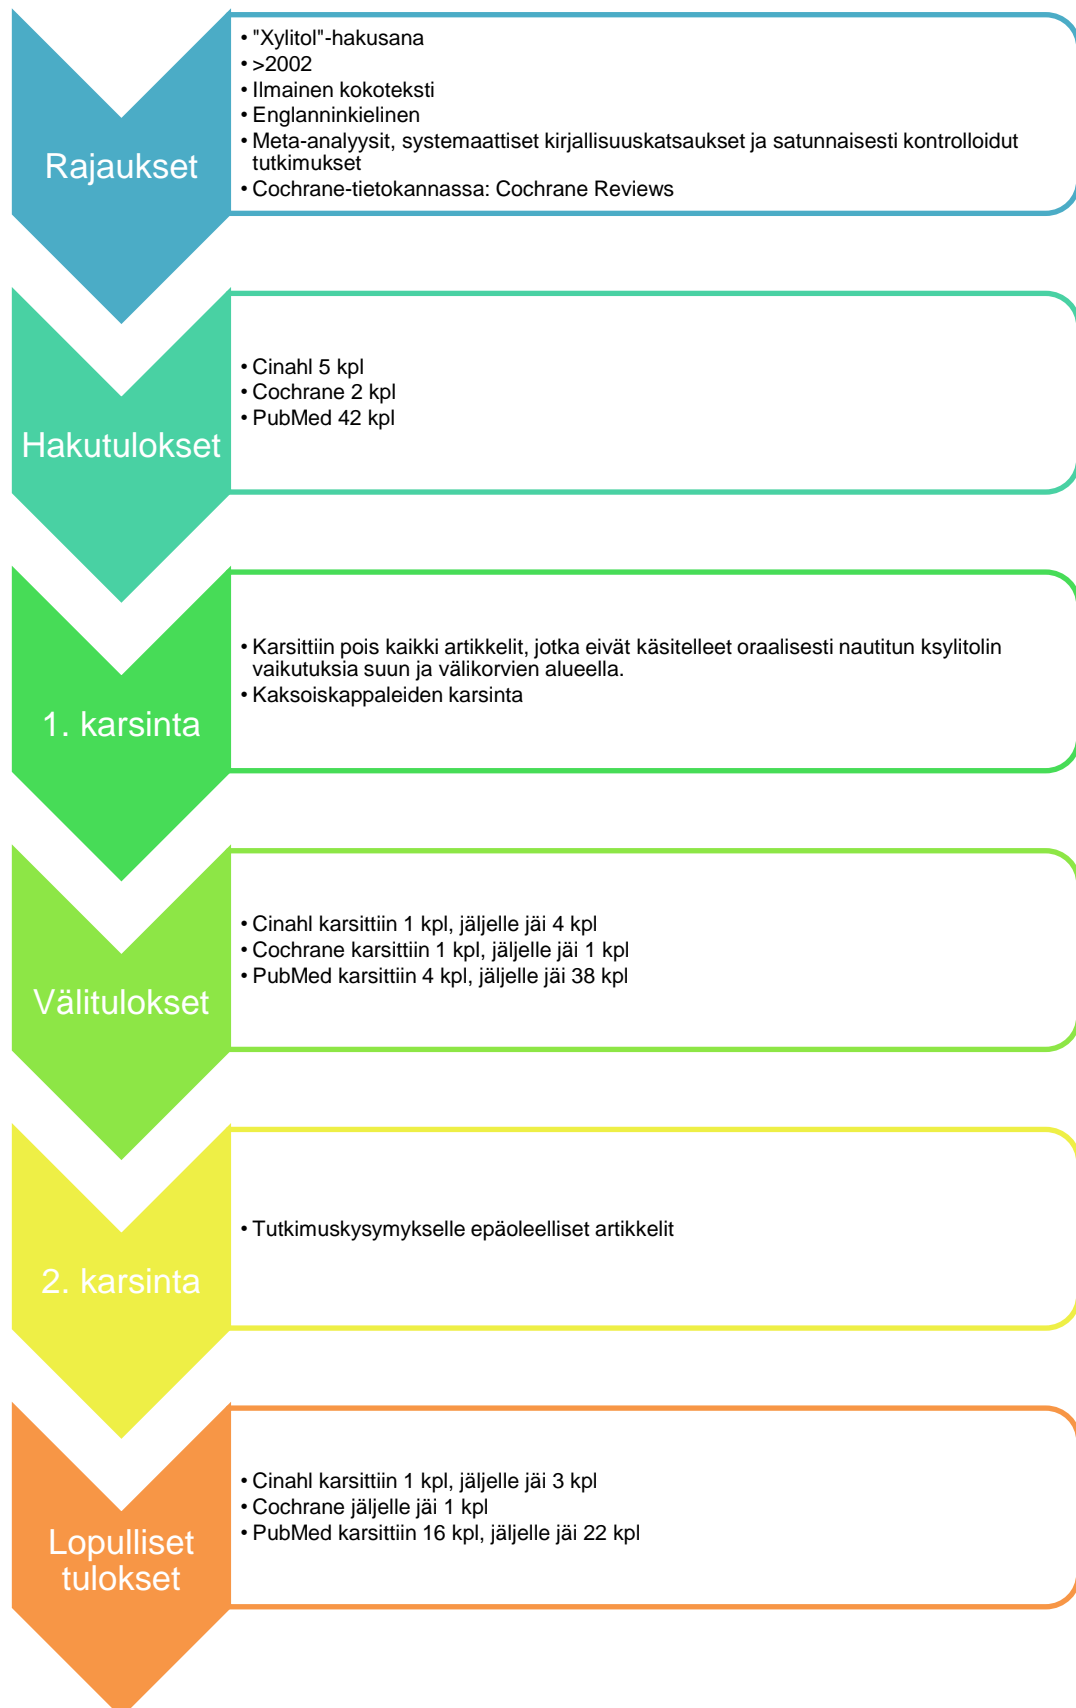 Rajaukset
• "Xylitol"-hakusana
• >2002
• Ilmainen kokoteksti
• Englanninkielinen
• Meta-analyysit, systemaattiset kirjallisuuskatsaukset ja satunnaisesti kontrolloidut
tutkimukset
• Cochrane-tietokannassa: Cochrane Reviews
Hakutulokset
• Cinahl 5 kpl
• Cochrane 2 kpl
• PubMed 42 kpl
1. karsinta
• Karsittiin pois kaikki artikkelit, jotka eivät käsitelleet oraalisesti nautitun ksylitolin
vaikutuksia suun ja välikorvien alueella.
• Kaksoiskappaleiden karsinta
Välitulokset
• Cinahl karsittiin 1 kpl, jäljelle jäi 4 kpl
• Cochrane karsittiin 1 kpl, jäljelle jäi 1 kpl
• PubMed karsittiin 4 kpl, jäljelle jäi 38 kpl
2. karsinta
• Tutkimuskysymykselle epäoleelliset artikkelit
Lopulliset
tulokset
• Cinahl karsittiin 1 kpl, jäljelle jäi 3 kpl
• Cochrane jäljelle jäi 1 kpl
• PubMed karsittiin 16 kpl, jäljelle jäi 22 kpl